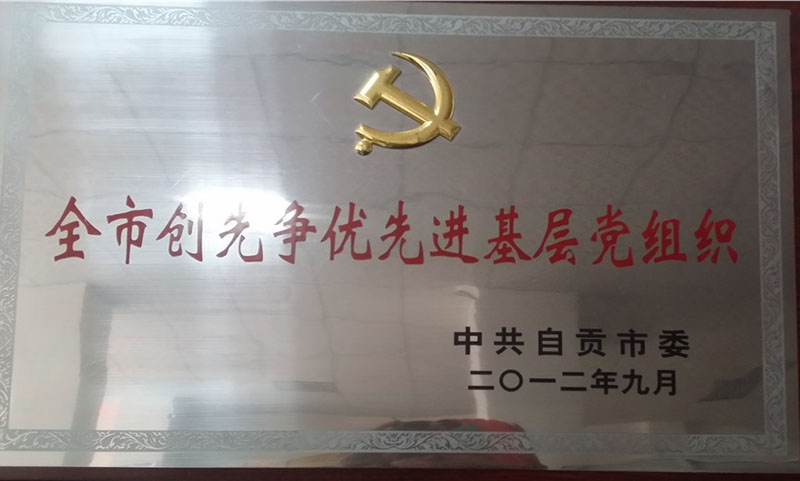 全市创先争优先进基层党组织
中共自贡市委
二〇一二年九月